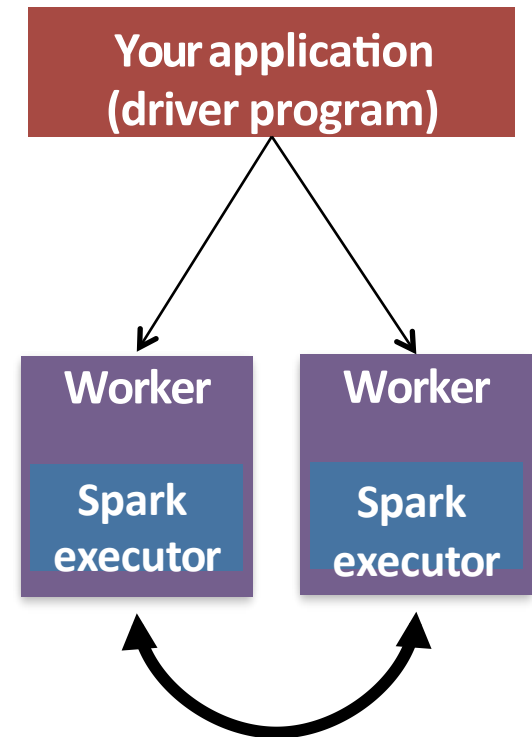 Your application
(driver program)
Worker
Spark
executor
Worker
Spark
executor